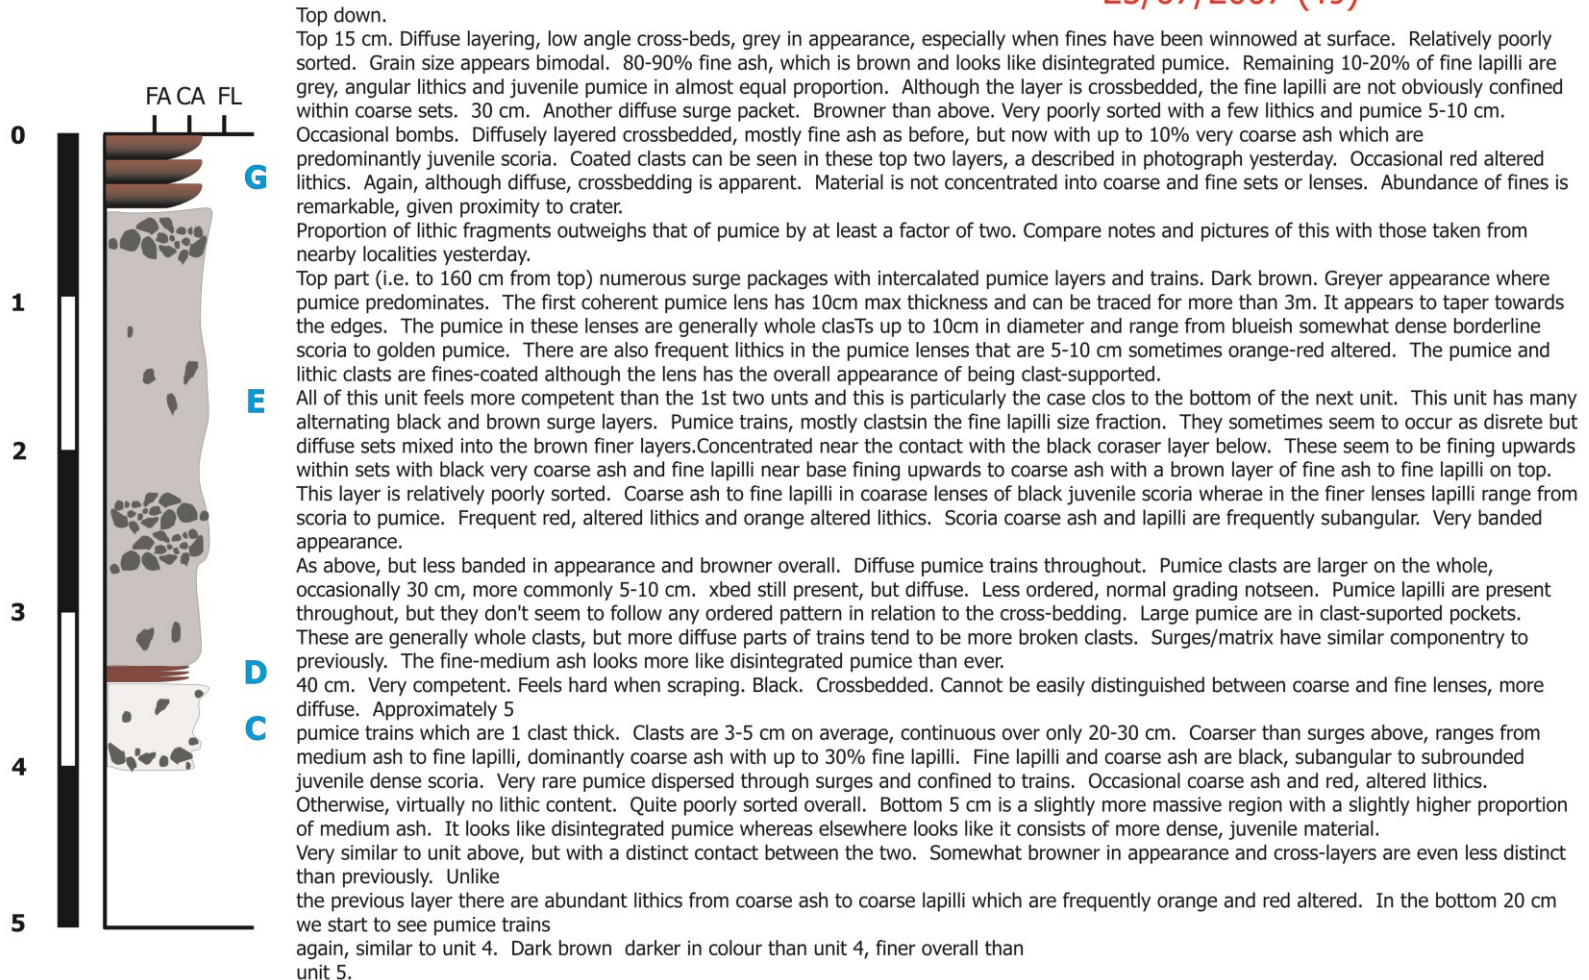 Top down.
Top 15 cm. Diffuse layering, low angle cross-beds, grey in appearance, especially when fines have been winnowed at surface. Relatively poorly
sorted. Grain size appears bimodal. 80-90% fine ash, which is brown and looks like disintegrated pumice. Remaining 10-20% of fine lapilli are
grey, angular lithics and juvenile pumice in almost equal proportion. Although the layer is crossbedded, the fine lapilli are not obviously confined
within coarse sets. 30 cm. Another diffuse surge packet. Browner than above. Very poorly sorted with a few lithics and pumice 5-10 cm.
Occasional bombs. Diffusely layered crossbedded, mostly fine ash as before, but now with up to 10% very coarse ash which are
predominantly juvenile scoria. Coated clasts can be seen in these top two layers, a described in photograph yesterday. Occasional red altered
lithics. Again, although diffuse, crossbedding is apparent. Material is not concentrated into coarse and fine sets or lenses. Abundance of fines is
remarkable, given proximity to crater.
Proportion of lithic fragments outweighs that of pumice by at least a factor of two. Compare notes and pictures of this with those taken from
nearby localities yesterday.
Top part (i.e. to 160 cm from top) numerous surge packages with intercalated pumice layers and trains. Dark brown. Greyer appearance where
pumice predominates. The first coherent pumice lens has 10cm max thickness and can be traced for more than 3m. It appears to taper towards
the edges. The pumice in these lenses are generally whole clasTs up to 10cm in diameter and range from blueish somewhat dense borderline
scoria to golden pumice. There are also frequent lithics in the pumice lenses that are 5-10 cm sometimes orange-red altered. The pumice and
lithic clasts are fines-coated although the lens has the overall appearance of being clast-supported.
All of this unit feels more competent than the 1st two unts and this is particularly the case clos to the bottom of the next unit. This unit has many
alternating black and brown surge layers. Pumice trains, mostly clastsin the fine lapilli size fraction. They sometimes seem to occur as disrete but
diffuse sets mixed into the brown finer layers.Concentrated near the contact with the black coraser layer below. These seem to be fining upwards
within sets with black very coarse ash and fine lapilli near base fining upwards to coarse ash with a brown layer of fine ash to fine lapilli on top.
This layer is relatively poorly sorted. Coarse ash to fine lapilli in coarase lenses of black juvenile scoria wherae in the finer lenses lapilli range from
scoria to pumice. Frequent red, altered lithics and orange altered lithics. Scoria coarse ash and lapilli are frequently subangular. Very banded
appearance.
As above, but less banded in appearance and browner overall. Diffuse pumice trains throughout. Pumice clasts are larger on the whole,
occasionally 30 cm, more commonly 5-10 cm. xbed still present, but diffuse. Less ordered, normal grading notseen. Pumice lapilli are present
throughout, but they don't seem to follow any ordered pattern in relation to the cross-bedding. Large pumice are in clast-suported pockets.
These are generally whole clasts, but more diffuse parts of trains tend to be more broken clasts. Surges/matrix have similar componentry to
previously. The fine-medium ash looks more like disintegrated pumice than ever.
40 cm. Very competent. Feels hard when scraping. Black. Crossbedded. Cannot be easily distinguished between coarse and fine lenses, more
diffuse. Approximately 5
pumice trains which are 1 clast thick. Clasts are 3-5 cm on average, continuous over only 20-30 cm. Coarser than surges above, ranges from
medium ash to fine lapilli, dominantly coarse ash with up to 30% fine lapilli. Fine lapilli and coarse ash are black, subangular to subrounded
juvenile dense scoria. Very rare pumice dispersed through surges and confined to trains. Occasional coarse ash and red, altered lithics.
Otherwise, virtually no lithic content. Quite poorly sorted overall. Bottom 5 cm is a slightly more massive region with a slightly higher proportion
of medium ash. It looks like disintegrated pumice whereas elsewhere looks like it consists of more dense, juvenile material.
Very similar to unit above, but with a distinct contact between the two. Somewhat browner in appearance and cross-layers are even less distinct
than previously. Unlike
the previous layer there are abundant lithics from coarse ash to coarse lapilli which are frequently orange and red altered. In the bottom 20 cm
we start to see pumice trains
again, similar to unit 4. Dark brown darker in colour than unit 4, finer overall than
unit 5.
FA CA FL
0
G
1
E
2
3
D
C
4
5